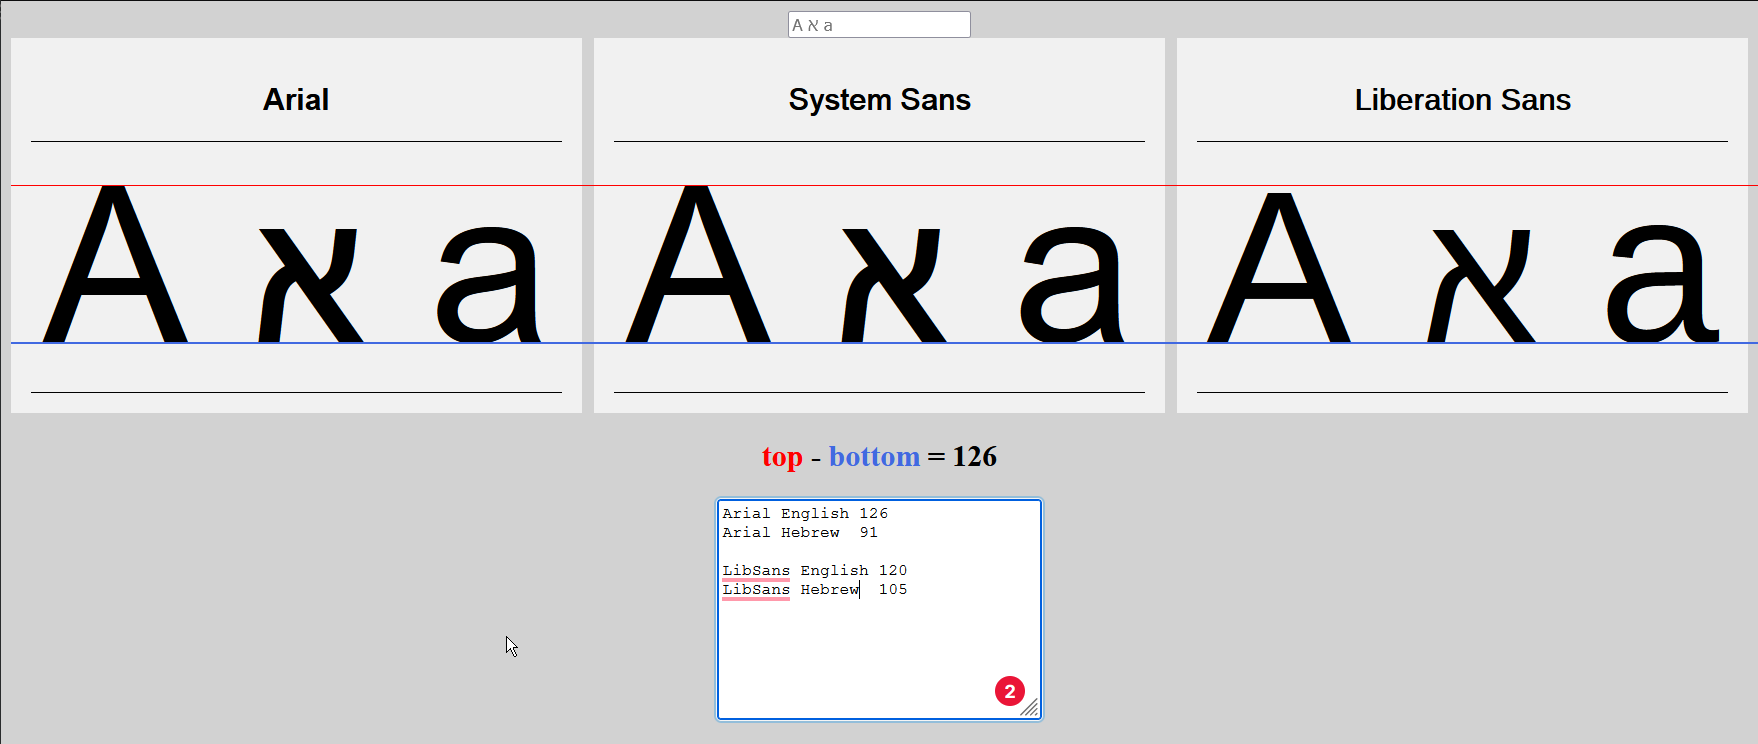 A א a
Arial
System Sans
Liberation Sans
A א a
A א a
A א a
top - bottom = 126
Arial English 126
Arial Hebrew  91
LibSans English 120
LibSans Hebrew  105
2